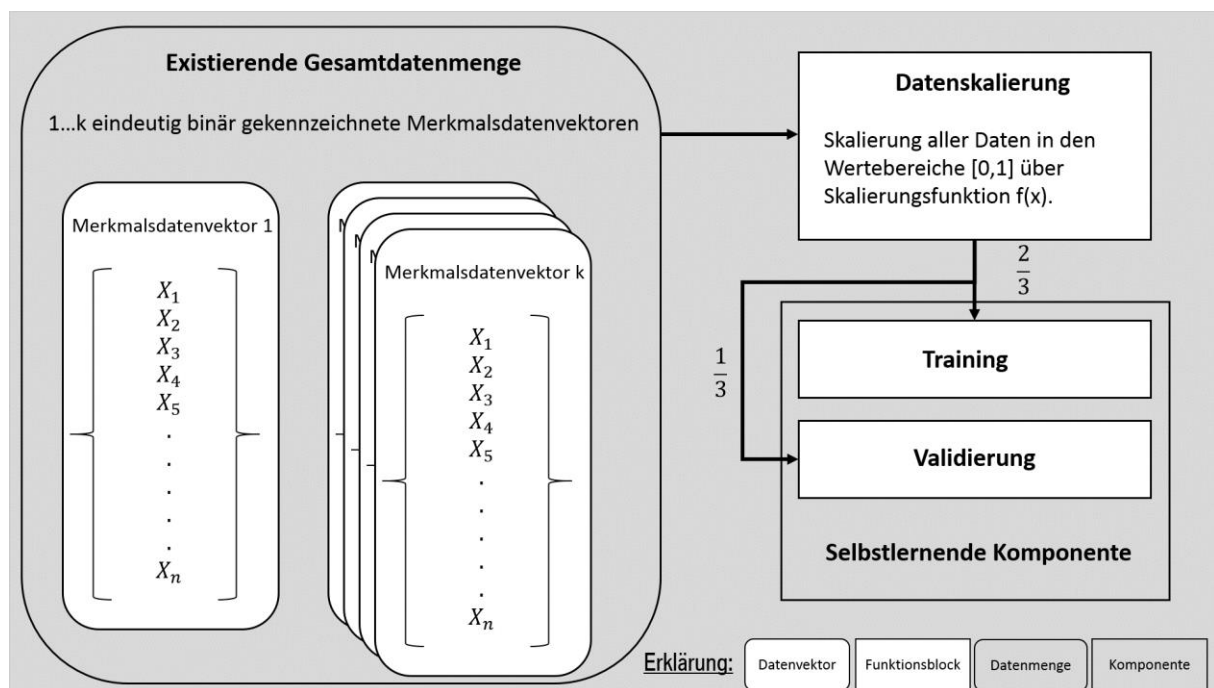 Existierende Gesamtdatenmenge
1...k eindeutig binär gekennzeichnete Merkmalsdatenvektoren
Merkmalsdatenvektor 1
X₁
X₂
X₃
X₄
X₅
.
.
.
.
.
Xₙ
Merkmalsdatenvektor k
X₁
X₂
X₃
X₄
X₅
.
.
.
.
.
Xₙ
Datenskalierung
Skalierung aller Daten in den
Wertebereiche [0,1] über
Skalierungsfunktion f(x).
2/3
1/3
Training
Validierung
Selbstlernende Komponente
Erklärung:
Datenvektor
Funktionsblock
Datenmenge
Komponente